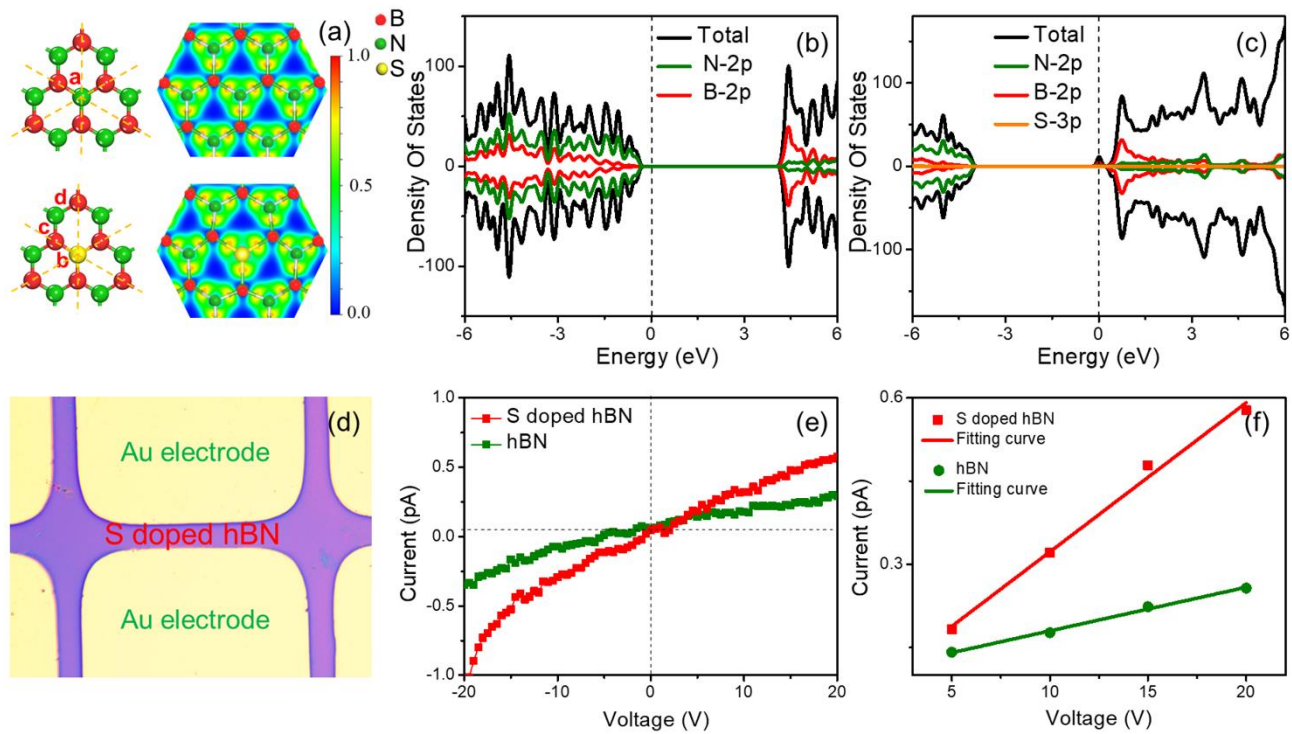 (a)
B
N
S
a
1.0
0.5
0.0
d
c
b
(b)
Total
N-2p
B-2p
Density Of States
100
0
-100
-6
-3
0
3
6
Energy (eV)
(c)
Total
N-2p
B-2p
S-3p
Density Of States
100
0
-100
-6
-3
0
3
6
Energy (eV)
(d)
Au electrode
S doped hBN
Au electrode
(e)
S doped hBN
hBN
Current (pA)
1.0
0.5
0.0
-0.5
-1.0
-20
-10
0
10
20
Voltage (V)
(f)
S doped hBN
Fitting curve
hBN
Fitting curve
Current (pA)
0.6
0.3
5
10
15
20
Voltage (V)